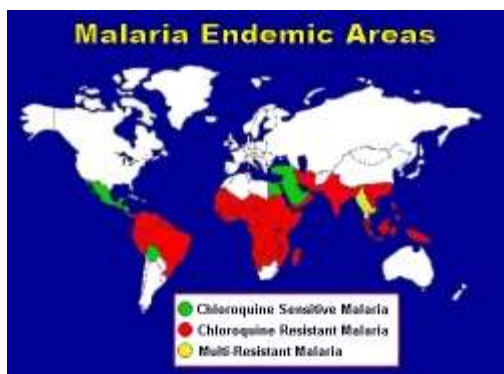 Malaria Endemic Areas
Chloroquine Sensitive Malaria
Chloroquine Resistant Malaria
Multi-Resistant Malaria